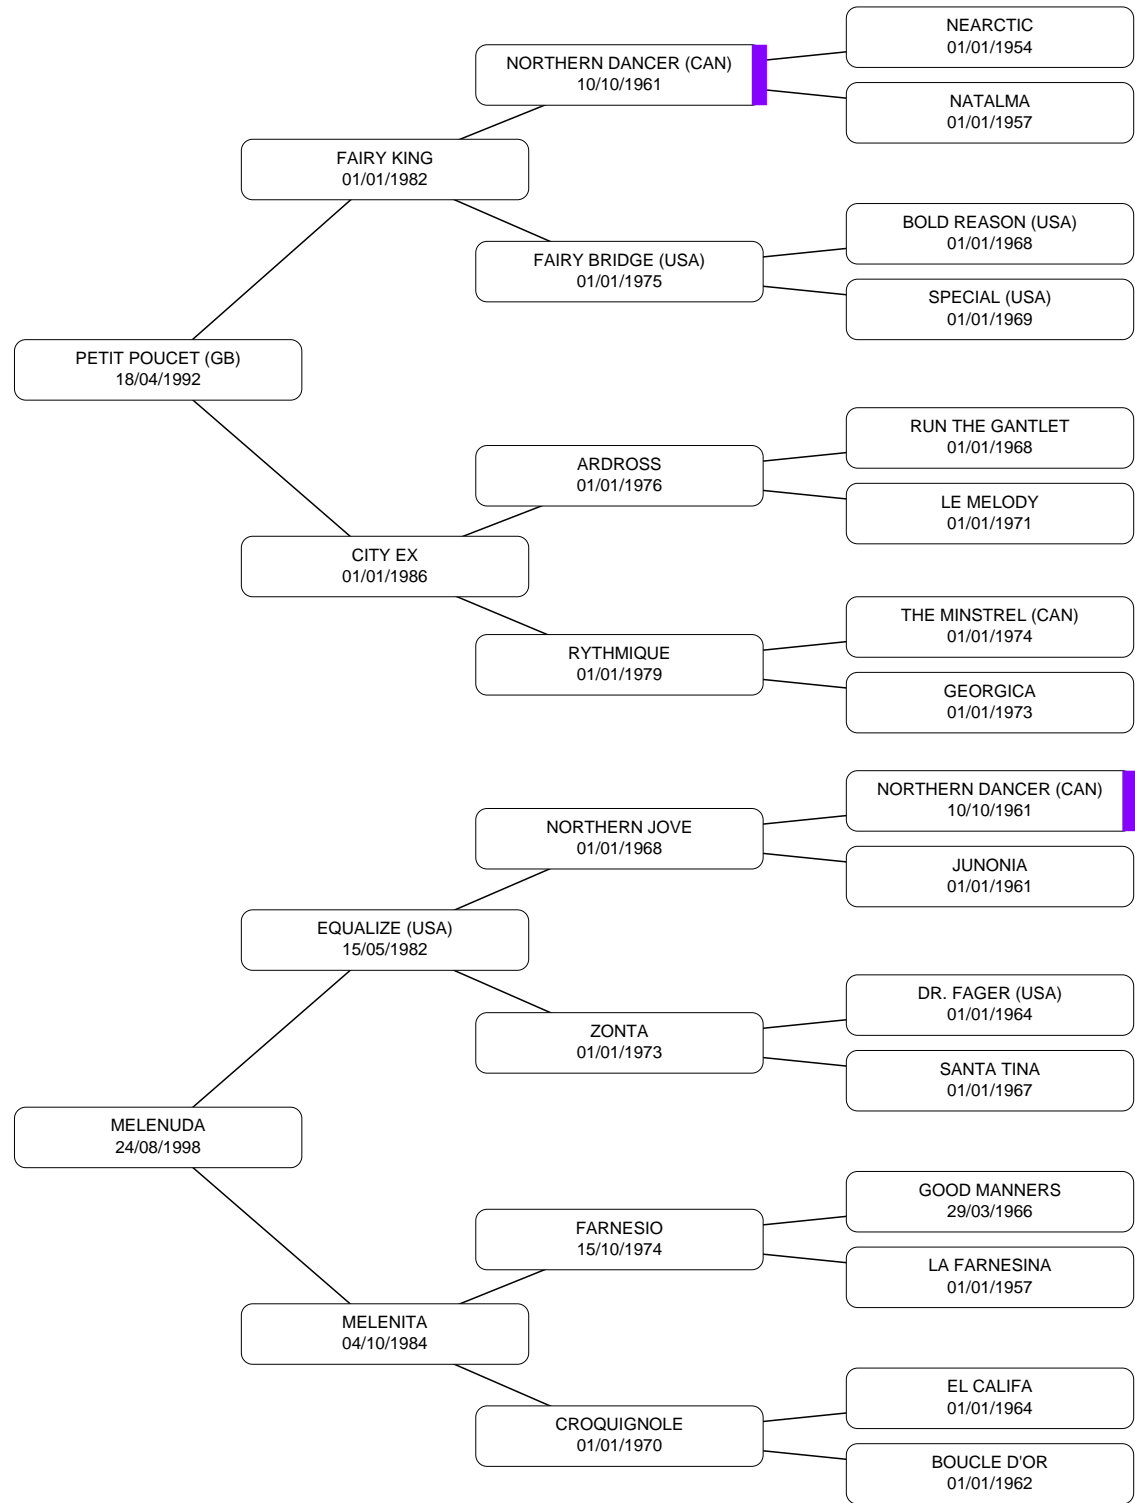 NEARCTIC
01/01/1954
NORTHERN DANCER (CAN)
10/10/1961
NATALMA
01/01/1957
FAIRY KING
01/01/1982
BOLD REASON (USA)
01/01/1968
FAIRY BRIDGE (USA)
01/01/1975
SPECIAL (USA)
01/01/1969
PETIT POUCET (GB)
18/04/1992
RUN THE GANTLET
01/01/1968
ARDROSS
01/01/1976
LE MELODY
01/01/1971
CITY EX
01/01/1986
THE MINSTREL (CAN)
01/01/1974
RYTHMIQUE
01/01/1979
GEORGICA
01/01/1973
NORTHERN DANCER (CAN)
10/10/1961
NORTHERN JOVE
01/01/1968
JUNONIA
01/01/1961
EQUALIZE (USA)
15/05/1982
DR. FAGER (USA)
01/01/1964
ZONTA
01/01/1973
SANTA TINA
01/01/1967
MELENUDA
24/08/1998
GOOD MANNERS
29/03/1966
FARNESIO
15/10/1974
LA FARNESINA
01/01/1957
MELENITA
04/10/1984
EL CALIFA
01/01/1964
CROQUIGNOLE
01/01/1970
BOUCLE D'OR
01/01/1962